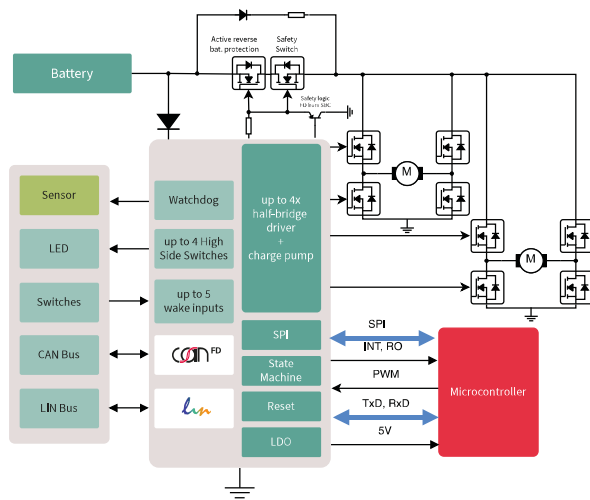 Active reverse
bat. protection
Safety
Switch
Battery
Safety logic
M
Sensor
Watchdog
up to 4x
half-bridge
driver
+
charge pump
LED
up to 4 High
Side Switches
M
Switches
up to 5
wake inputs
SPI
SPI
CAN Bus
CAN FD
INT, RO
State
Machine
PWM
Microcontroller
LIN Bus
lin
Reset
TxD, RxD
LDO
5V